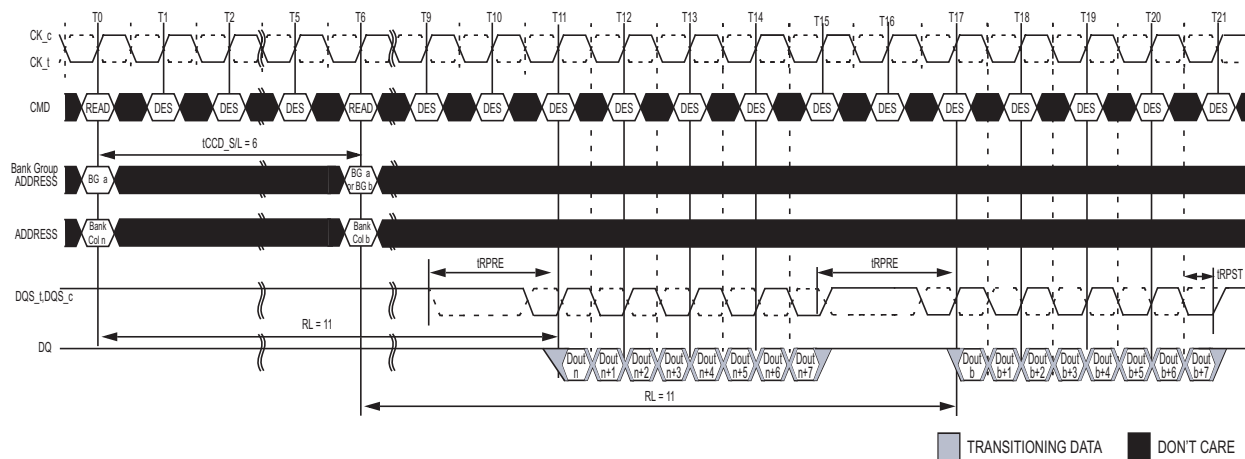 T0 T1 T2 T5 T6 T9 T10 T11 T12 T13 T14 T15 T16 T17 T18 T19 T20 T21
CK_c
CK_t
CMD READ DES DES DES READ DES DES DES DES DES DES DES DES DES DES DES DES DES
tCCD_S/L = 6
Bank Group
ADDRESS
BG a
BG a
or BG b
ADDRESS
Bank
Col n
Bank
Col b
tRPRE tRPRE tRPST
DQS_t,DQS_c
RL = 11
DQ
Dout
n
Dout
n+1
Dout
n+2
Dout
n+3
Dout
n+4
Dout
n+5
Dout
n+6
Dout
n+7
Dout
b
Dout
b+1
Dout
b+2
Dout
b+3
Dout
b+4
Dout
b+5
Dout
b+6
Dout
b+7
RL = 11
TRANSITIONING DATA DON'T CARE